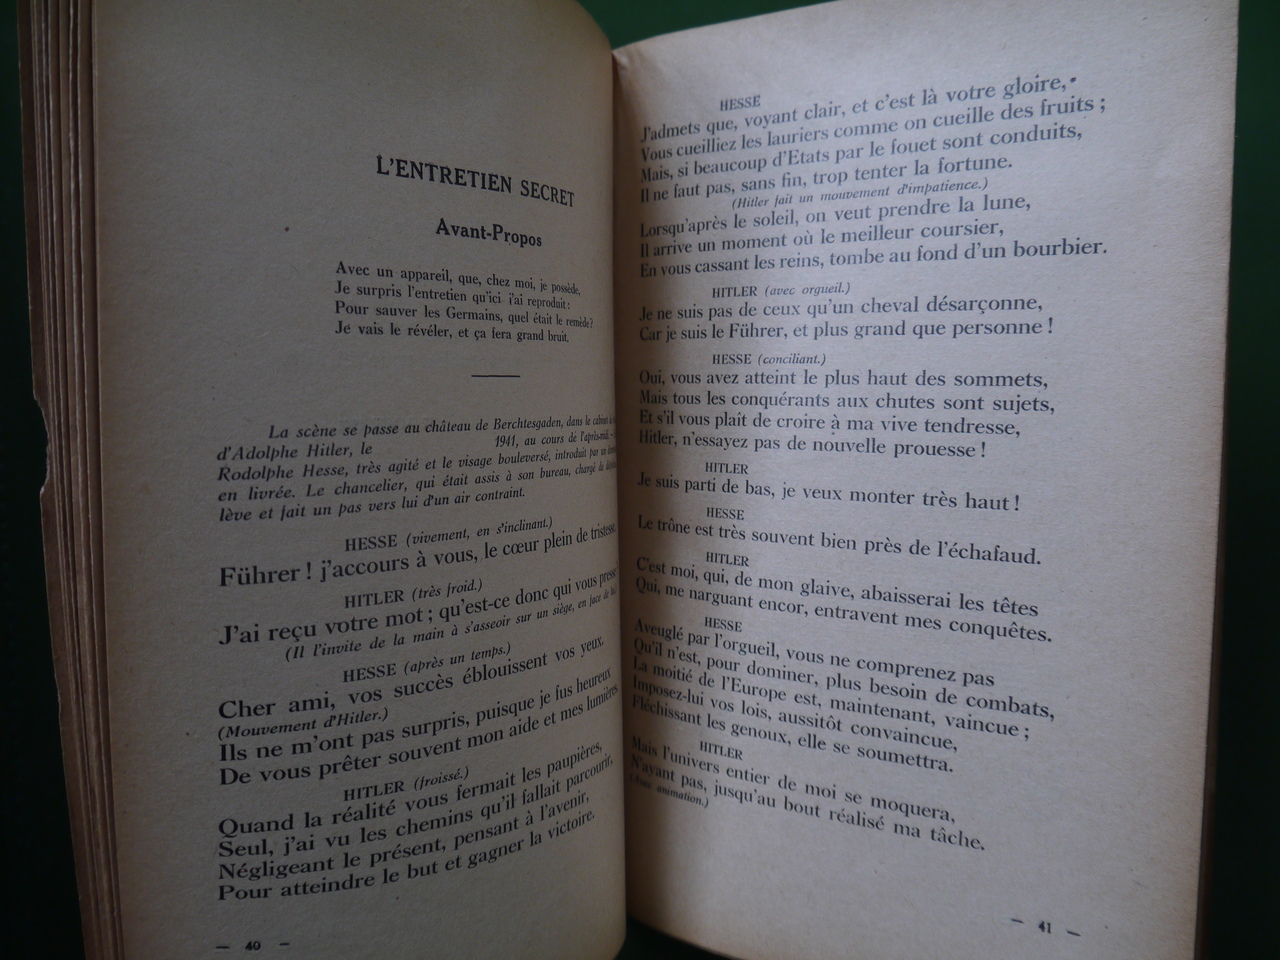 L'ENTRETIEN SECRET
Avant-Propos
Avec un appareil, que, chez moi, je possède,
Je surpris l'entretien qu'ici j'ai reproduit :
Pour sauver les Germains, quel était le remède ?
Je vais le révéler, et ça fera grand bruit.
La scène se passe au château de Berchtesgaden, dans le cabinet
d'Adolphe Hitler, le 1941, au cours de l'après-midi. —
Rodolphe Hesse, très agité et le visage bouleversé, introduit par un
en livrée. Le chancelier, qui était assis à son bureau, chargé de
lève et fait un pas vers lui d'un air contraint.
HESSE (vivement, en s'inclinant.)
Führer ! j'accours à vous, le cœur plein de tristesse.
HITLER (très froid.)
J'ai reçu votre mot ; qu'est-ce donc qui vous presse ?
(Il l'invite de la main à s'asseoir sur un siège, en face de lui.)
HESSE (après un temps.)
Cher ami, vos succès éblouissent vos yeux.
(Mouvement d'Hitler.)
Ils ne m'ont pas surpris, puisque je fus heureux
De vous prêter souvent mon aide et mes lumières
HITLER (froissé.)
Quand la réalité vous fermait les paupières,
Seul, j'ai vu les chemins qu'il fallait parcourir,
Négligeant le présent, pensant à l'avenir,
Pour atteindre le but et gagner la victoire.
— 40 —
HESSE
J'admets que, voyant clair, et c'est là votre gloire,
Vous cueilliez les lauriers comme on cueille des fruits ;
Mais, si beaucoup d'Etats par le fouet sont conduits,
Il ne faut pas, sans fin, trop tenter la fortune.
(Hitler fait un mouvement d'impatience.)
Lorsqu'après le soleil, on veut prendre la lune,
Il arrive un moment où le meilleur coursier,
En vous cassant les reins, tombe au fond d'un bourbier.
HITLER (avec orgueil.)
Je ne suis pas de ceux qu'un cheval désarçonne,
Car je suis le Führer, et plus grand que personne !
HESSE (conciliant.)
Oui, vous avez atteint le plus haut des sommets,
Mais tous les conquérants aux chutes sont sujets,
Et s'il vous plaît de croire à ma vive tendresse,
Hitler, n'essayez pas de nouvelle prouesse !
HITLER
Je suis parti de bas, je veux monter très haut !
HESSE
Le trône est très souvent bien près de l'échafaud.
HITLER
C'est moi, qui, de mon glaive, abaisserai les têtes
Qui, me narguant encor, entravent mes conquêtes.
HESSE
Aveuglé par l'orgueil, vous ne comprenez pas
Qu'il n'est, pour dominer, plus besoin de combats,
La moitié de l'Europe est, maintenant, vaincue ;
Imposez-lui vos lois, aussitôt convaincue,
Fléchissant les genoux, elle se soumettra.
HITLER
Mais l'univers entier de moi se moquera,
N'ayant pas, jusqu'au bout réalisé ma tâche.
(Avec animation.)
— 41 —